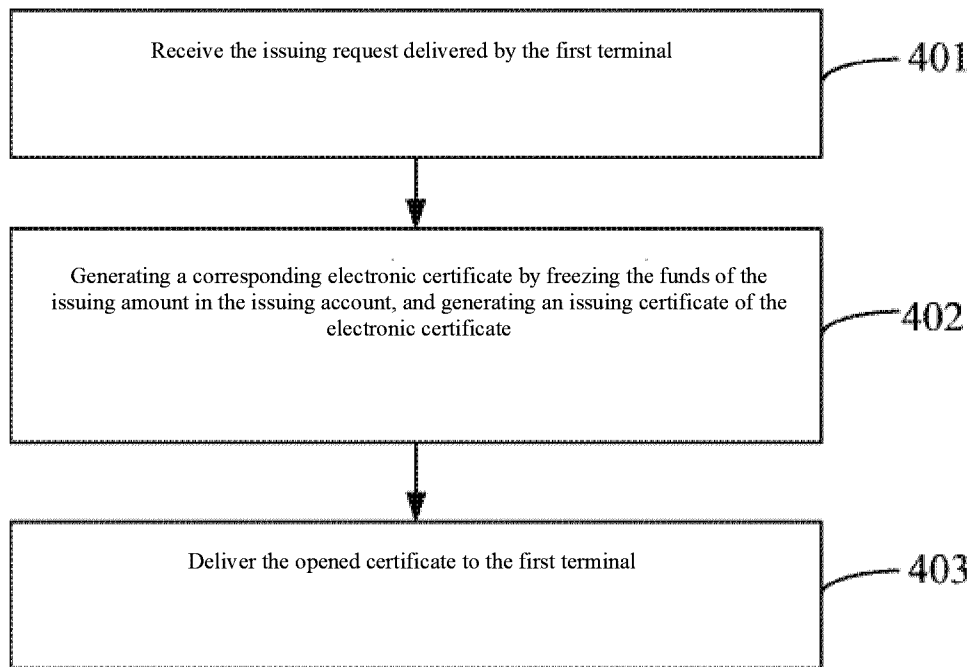 Receive the issuing request delivered by the first terminal
401
Generating a corresponding electronic certificate by freezing the funds of the
issuing amount in the issuing account, and generating an issuing certificate of the
electronic certificate
402
Deliver the opened certificate to the first terminal
403